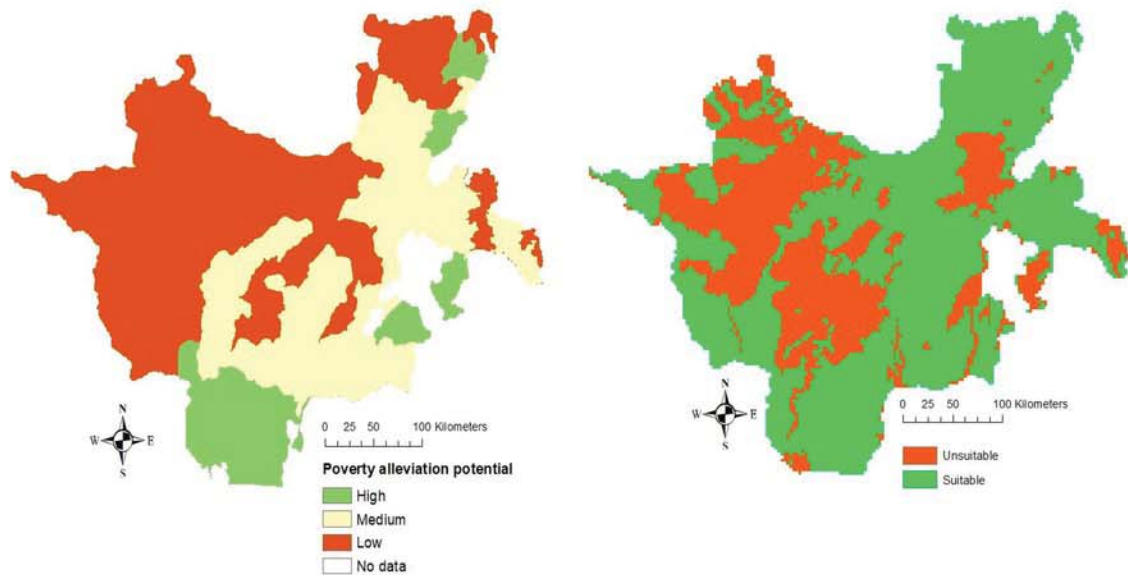 N
W E
S
0 25 50 100 Kilometers
Poverty alleviation potential
High
Medium
Low
No data
N
W E
S
0 25 50 100 Kilometers
Unsuitable
Suitable